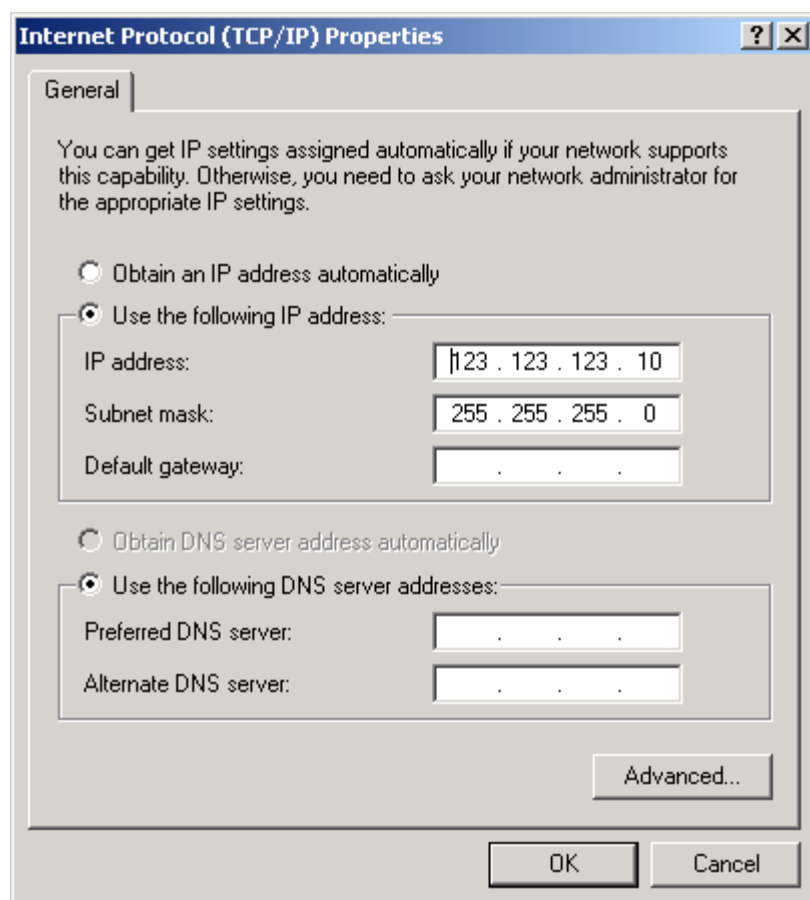 Internet Protocol (TCP/IP) Properties
General
You can get IP settings assigned automatically if your network supports
this capability. Otherwise, you need to ask your network administrator for
the appropriate IP settings.
Obtain an IP address automatically
Use the following IP address:
IP address: 123 . 123 . 123 . 10
Subnet mask: 255 . 255 . 255 . 0
Default gateway: . . .
Obtain DNS server address automatically
Use the following DNS server addresses:
Preferred DNS server: . . .
Alternate DNS server: . . .
Advanced...
OK Cancel